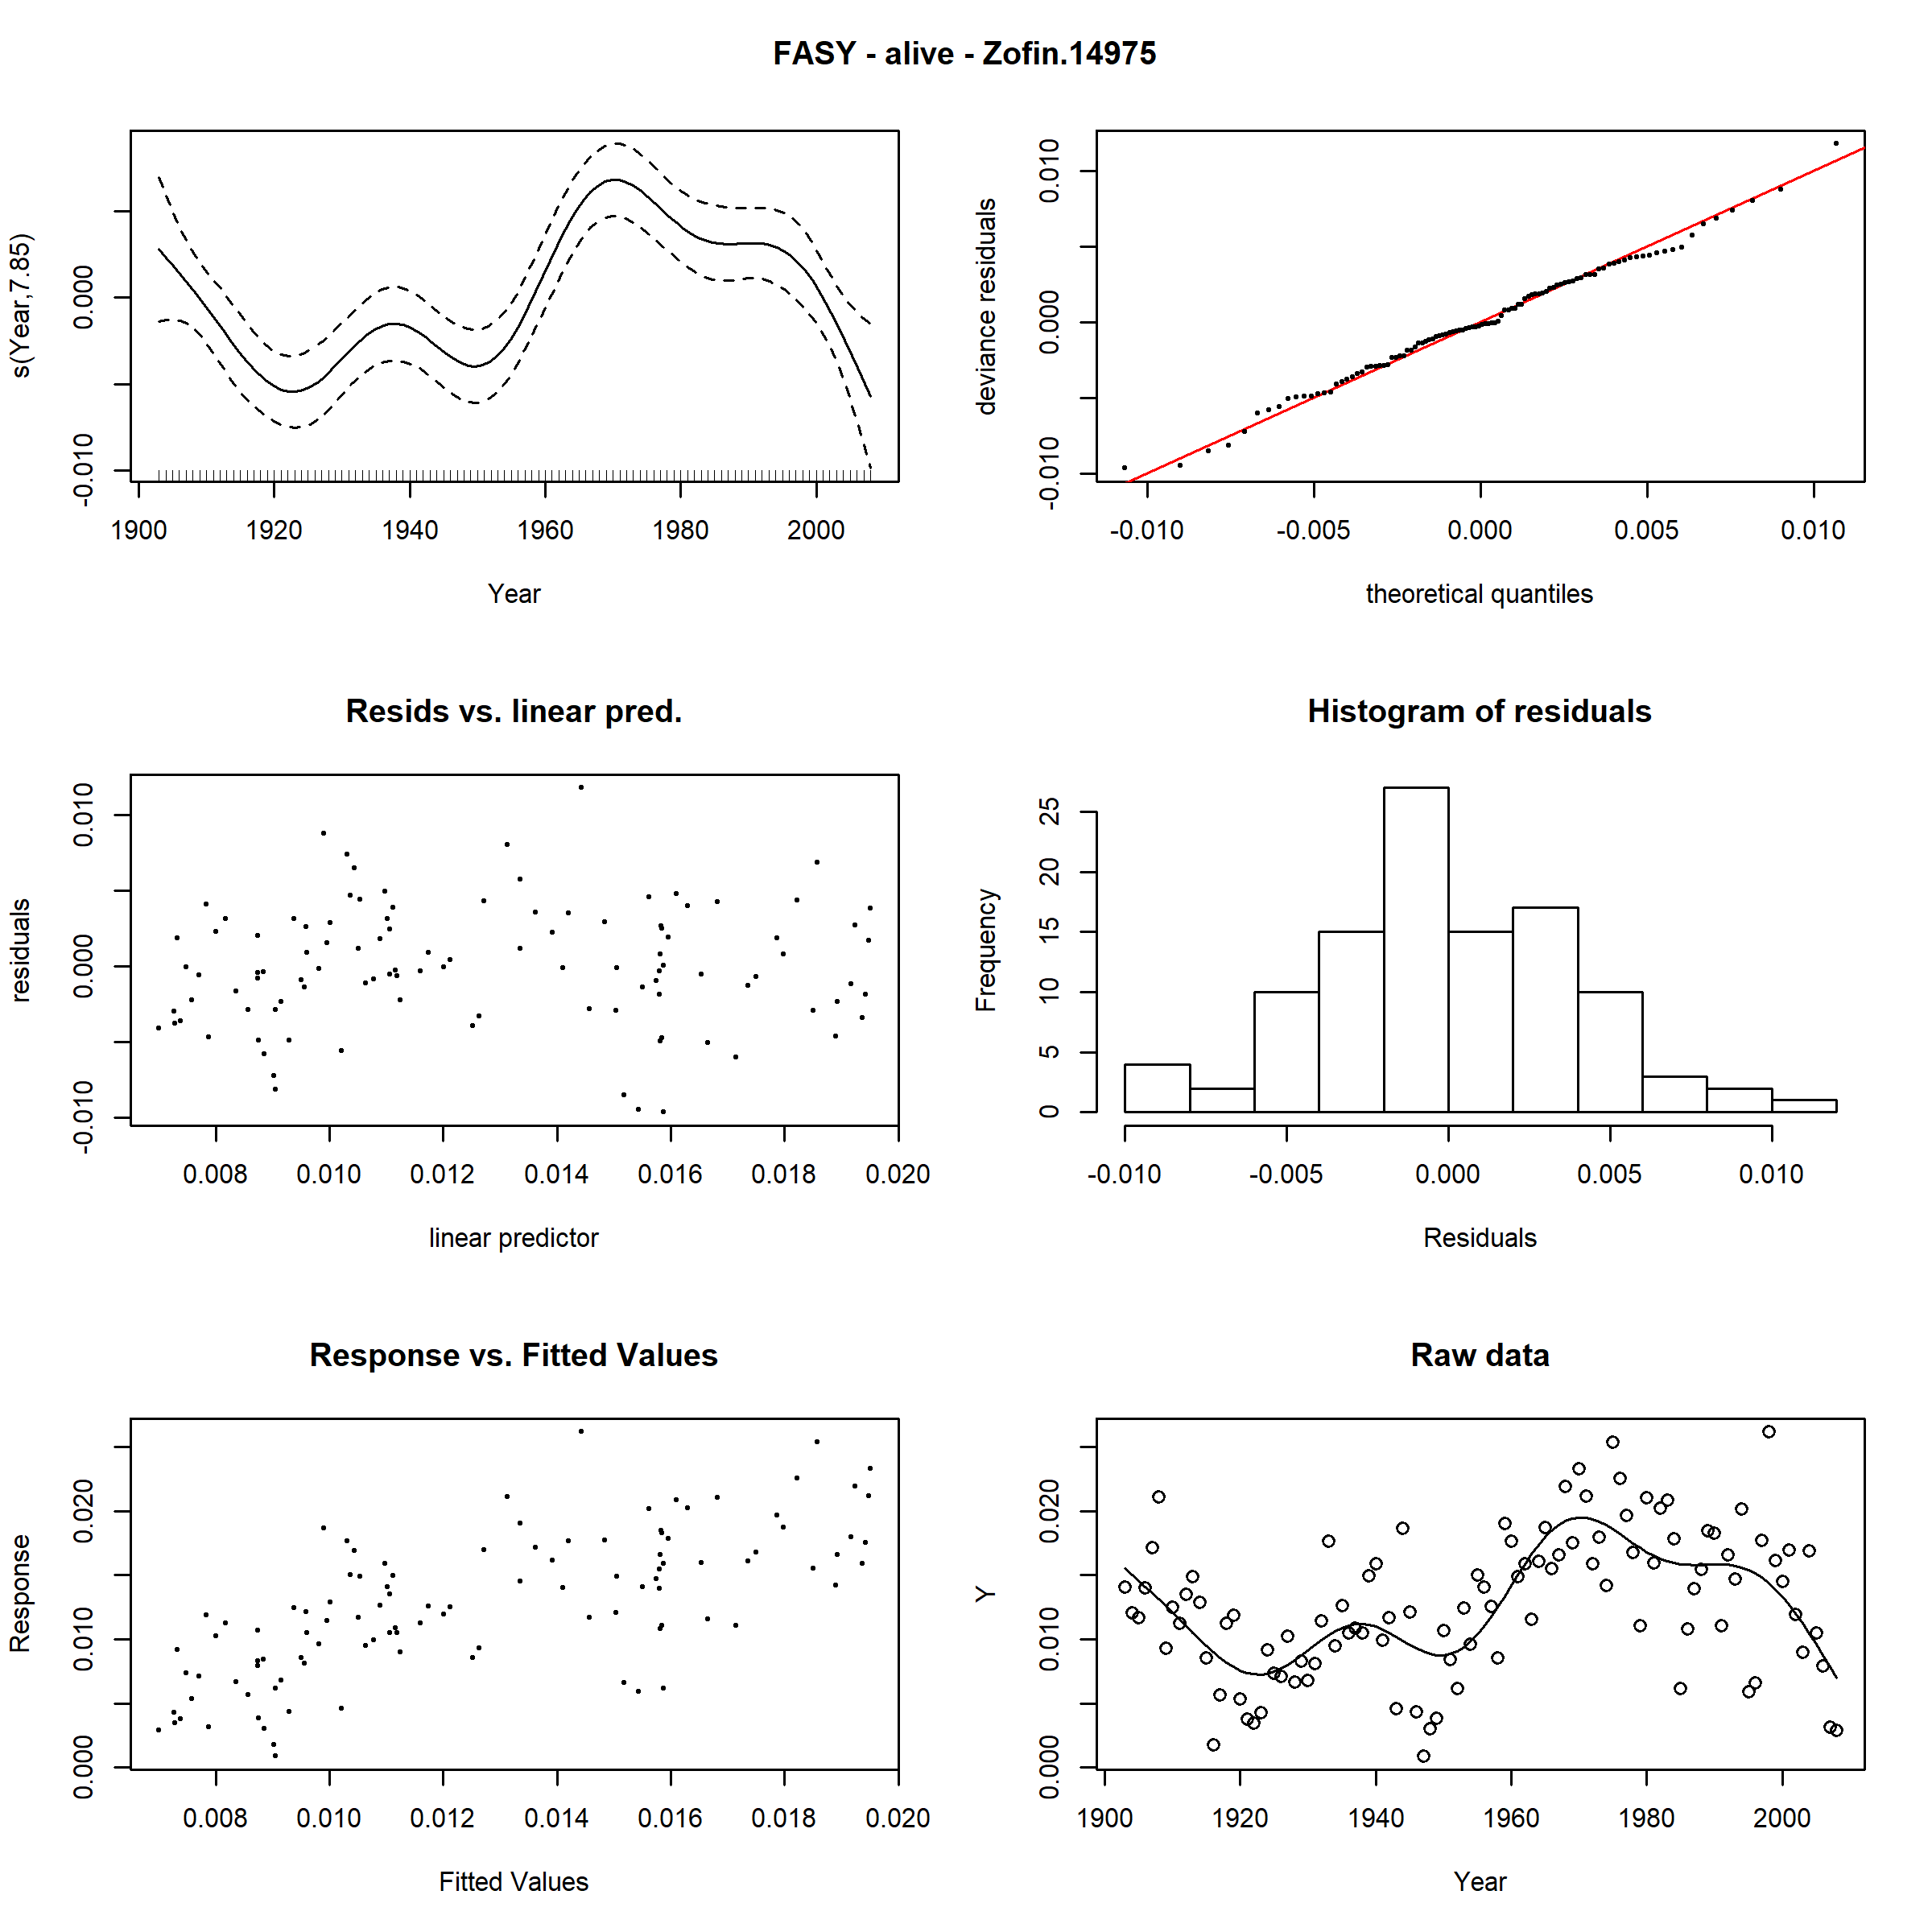 FASY - alive - Zofin.14975
s(Year,7.85)
0.000
-0.010
1900 1920 1940 1960 1980 2000
Year
deviance residuals
0.010
0.000
-0.010
-0.010 -0.005 0.000 0.005 0.010
theoretical quantiles
Resids vs. linear pred.
residuals
0.010
0.000
-0.010
0.008 0.010 0.012 0.014 0.016 0.018 0.020
linear predictor
Histogram of residuals
Frequency
25
20
15
10
5
0
-0.010 -0.005 0.000 0.005 0.010
Residuals
Response vs. Fitted Values
Response
0.020
0.010
0.000
0.008 0.010 0.012 0.014 0.016 0.018 0.020
Fitted Values
Raw data
Y
0.020
0.010
0.000
1900 1920 1940 1960 1980 2000
Year